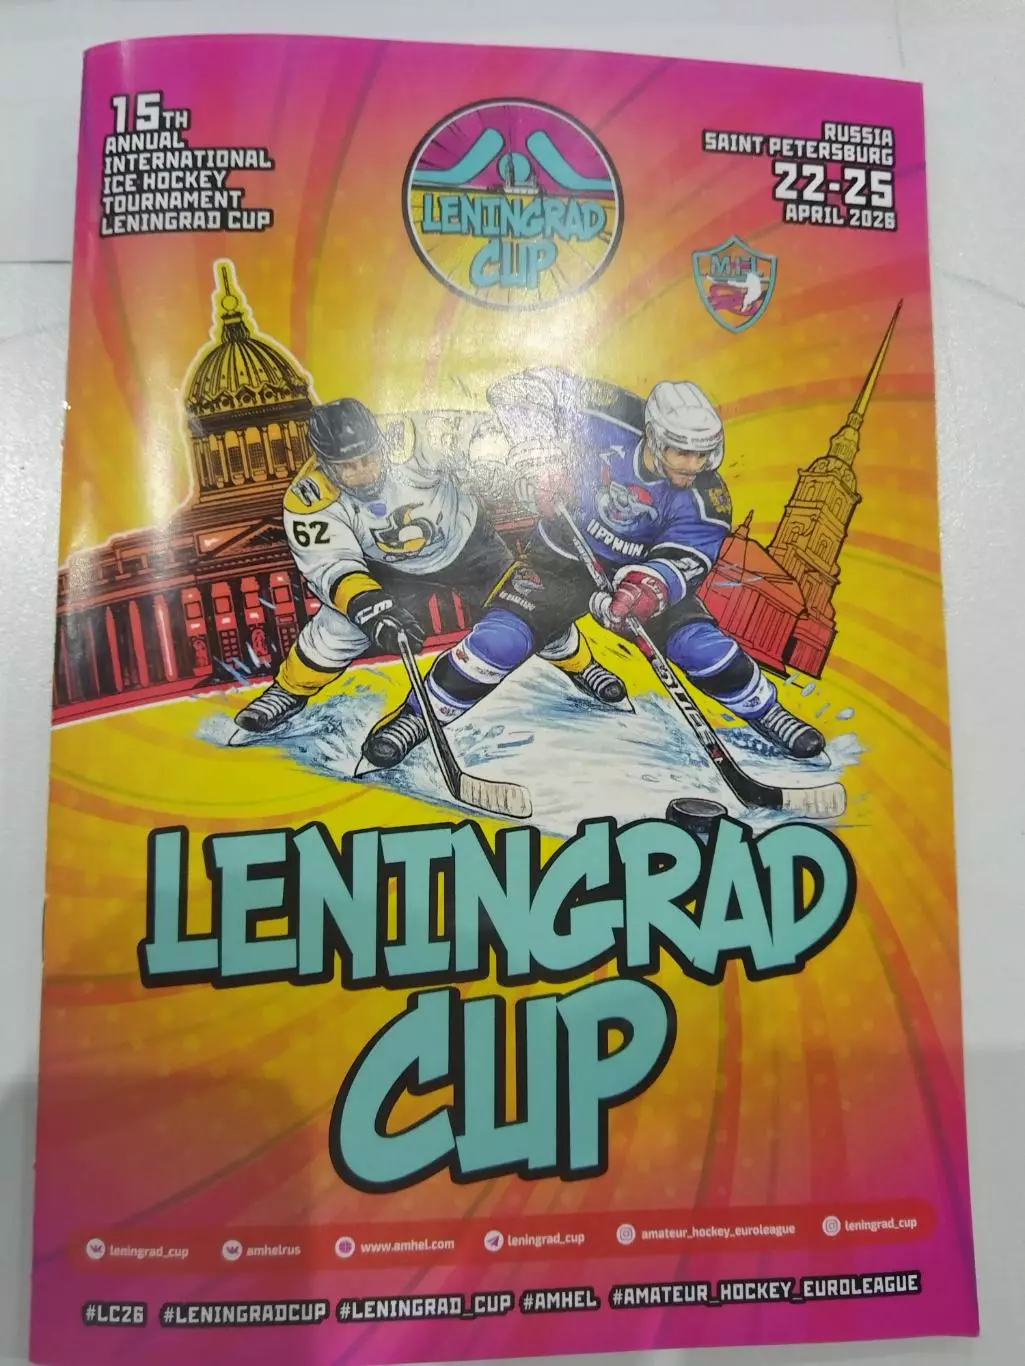 15TH
ANNUAL
INTERNATIONAL
ICE HOCKEY
TOURNAMENT
LENINGRAD CUP
LENINGRAD
CUP
RUSSIA
SAINT PETERSBURG
22-25
APRIL 2026
62
LENINGRAD
CUP
leningrad_cup
amhelrus
www.amhel.com
leningrad_cup
amateur_hockey_euroleague
leningrad_cup
#LC26 #LENINGRADCUP #LENINGRAD_CUP #AMHEL #AMATEUR_HOCKEY_EUROLEAGUE